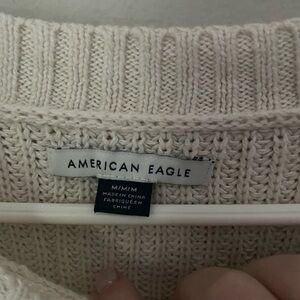 AMERICAN EAGLE
M/M/M
MADE IN CHINA
FABRIQUÉ EN
CHINE